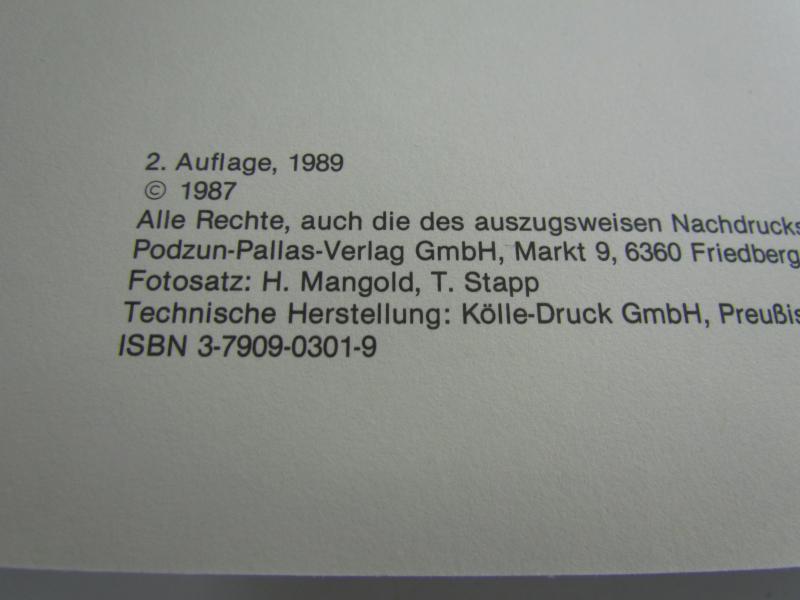 2. Auflage, 1989
© 1987
Alle Rechte, auch die des auszugsweisen Nachdrucks
Podzun-Pallas-Verlag GmbH, Markt 9, 6360 Friedberg
Fotosatz: H. Mangold, T. Stapp
Technische Herstellung: Kölle-Druck GmbH, Preußis
ISBN 3-7909-0301-9